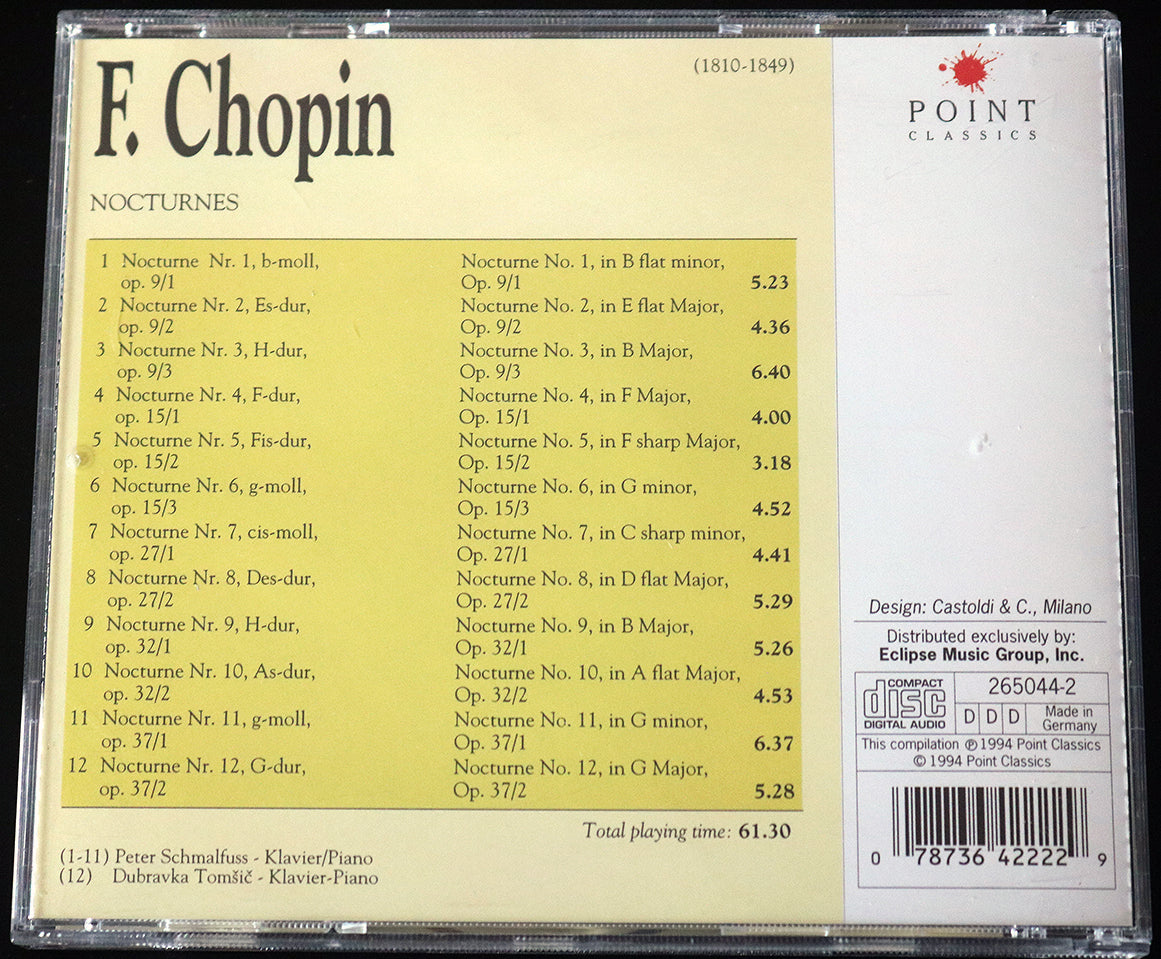 F. Chopin
(1810-1849)
NOCTURNES
1 Nocturne Nr. 1, b-moll, Nocturne No. 1, in B flat minor,
op. 9/1 Op. 9/1 5.23
2 Nocturne Nr. 2, Es-dur, Nocturne No. 2, in E flat Major,
op. 9/2 Op. 9/2 4.36
3 Nocturne Nr. 3, H-dur, Nocturne No. 3, in B Major,
op. 9/3 Op. 9/3 6.40
4 Nocturne Nr. 4, F-dur, Nocturne No. 4, in F Major,
op. 15/1 Op. 15/1 4.00
5 Nocturne Nr. 5, Fis-dur, Nocturne No. 5, in F sharp Major,
op. 15/2 Op. 15/2 3.18
6 Nocturne Nr. 6, g-moll, Nocturne No. 6, in G minor,
op. 15/3 Op. 15/3 4.52
7 Nocturne Nr. 7, cis-moll, Nocturne No. 7, in C sharp minor,
op. 27/1 Op. 27/1 4.41
8 Nocturne Nr. 8, Des-dur, Nocturne No. 8, in D flat Major,
op. 27/2 Op. 27/2 5.29
9 Nocturne Nr. 9, H-dur, Nocturne No. 9, in B Major,
op. 32/1 Op. 32/1 5.26
10 Nocturne Nr. 10, As-dur, Nocturne No. 10, in A flat Major,
op. 32/2 Op. 32/2 4.53
11 Nocturne Nr. 11, g-moll, Nocturne No. 11, in G minor,
op. 37/1 Op. 37/1 6.37
12 Nocturne Nr. 12, G-dur, Nocturne No. 12, in G Major,
op. 37/2 Op. 37/2 5.28
Total playing time: 61.30
(1-11) Peter Schmalfuss - Klavier/Piano
(12) Dubravka Tomšič - Klavier-Piano
POINT
CLASSICS
Design: Castoldi & C., Milano
Distributed exclusively by:
Eclipse Music Group, Inc.
COMPACT
disc
DIGITAL AUDIO
265044-2
D D D
Made in
Germany
This compilation ℗ 1994 Point Classics
© 1994 Point Classics
0 78736 42222 9